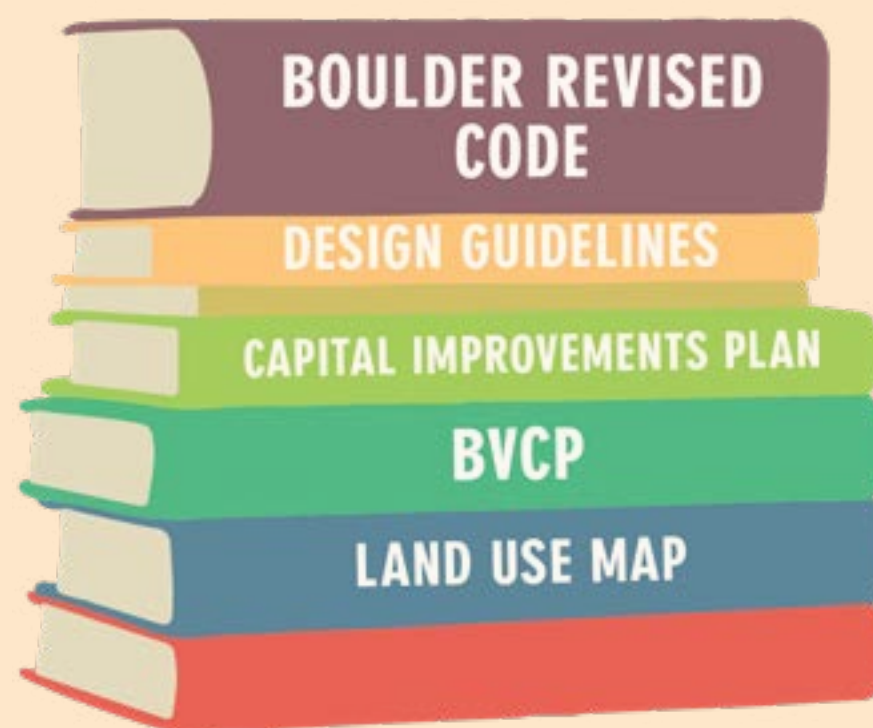 BOULDER REVISED
CODE
DESIGN GUIDELINES
CAPITAL IMPROVEMENTS PLAN
BVCP
LAND USE MAP